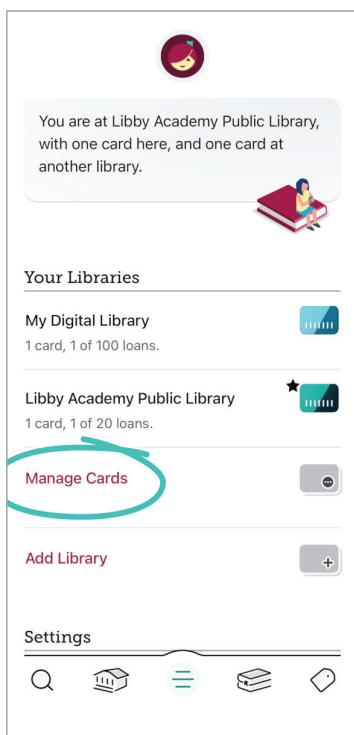 You are at Libby Academy Public Library,
with one card here, and one card at
another library.
Your Libraries
My Digital Library
1 card, 1 of 100 loans.
Libby Academy Public Library
1 card, 1 of 20 loans.
Manage Cards
Add Library
Settings